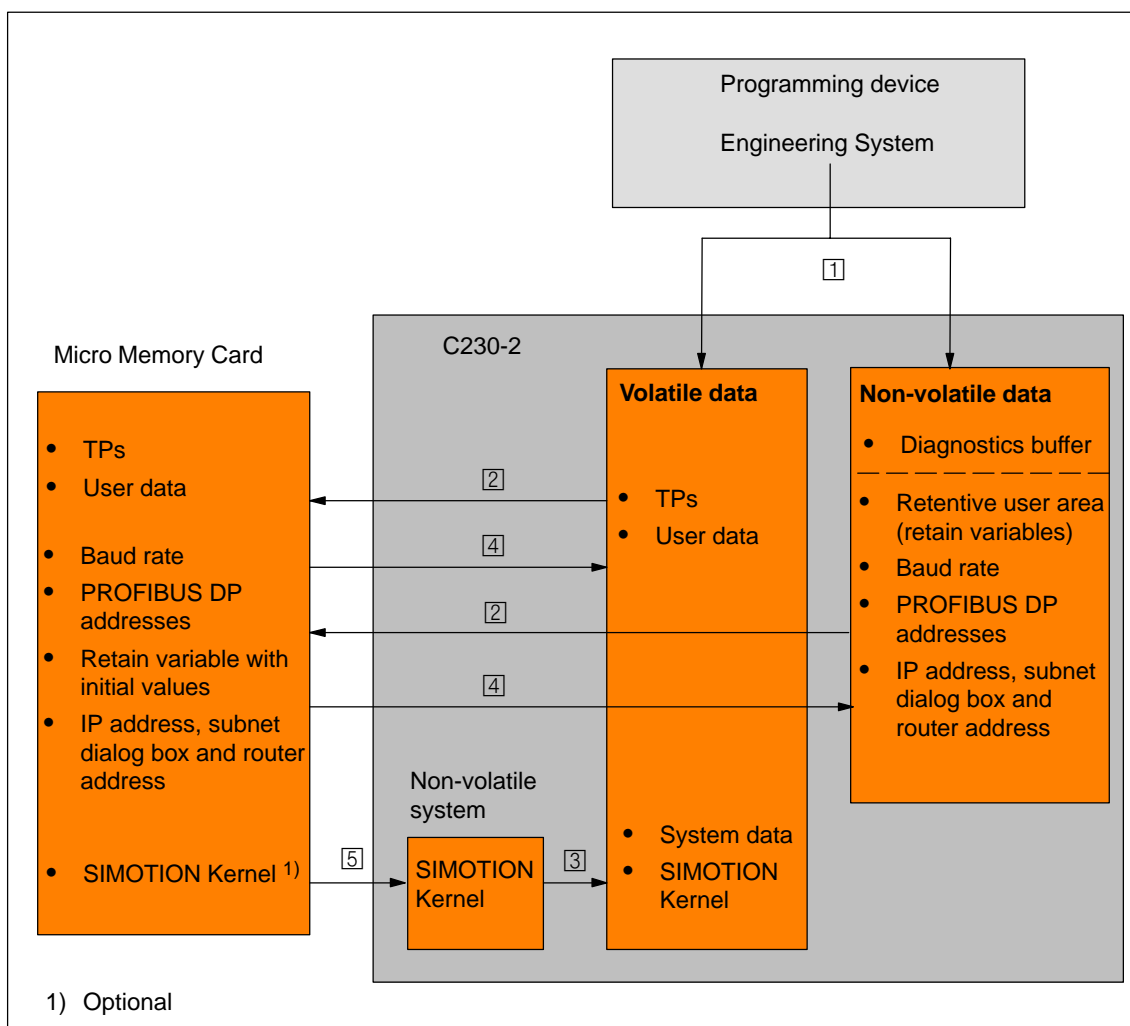 Programming device
Engineering System
1
C230-2
Micro Memory Card
• TPs
• User data
• Baud rate
• PROFIBUS DP
addresses
• Retain variable with
initial values
• IP address, subnet
dialog box and router
address
• SIMOTION Kernel 1)
2
4
2
4
5
Non-volatile
system
SIMOTION
Kernel
3
Volatile data
• TPs
• User data
• System data
• SIMOTION
Kernel
Non-volatile data
• Diagnostics buffer
• Retentive user area
(retain variables)
• Baud rate
• PROFIBUS DP
addresses
• IP address, subnet
dialog box and
router address
1) Optional